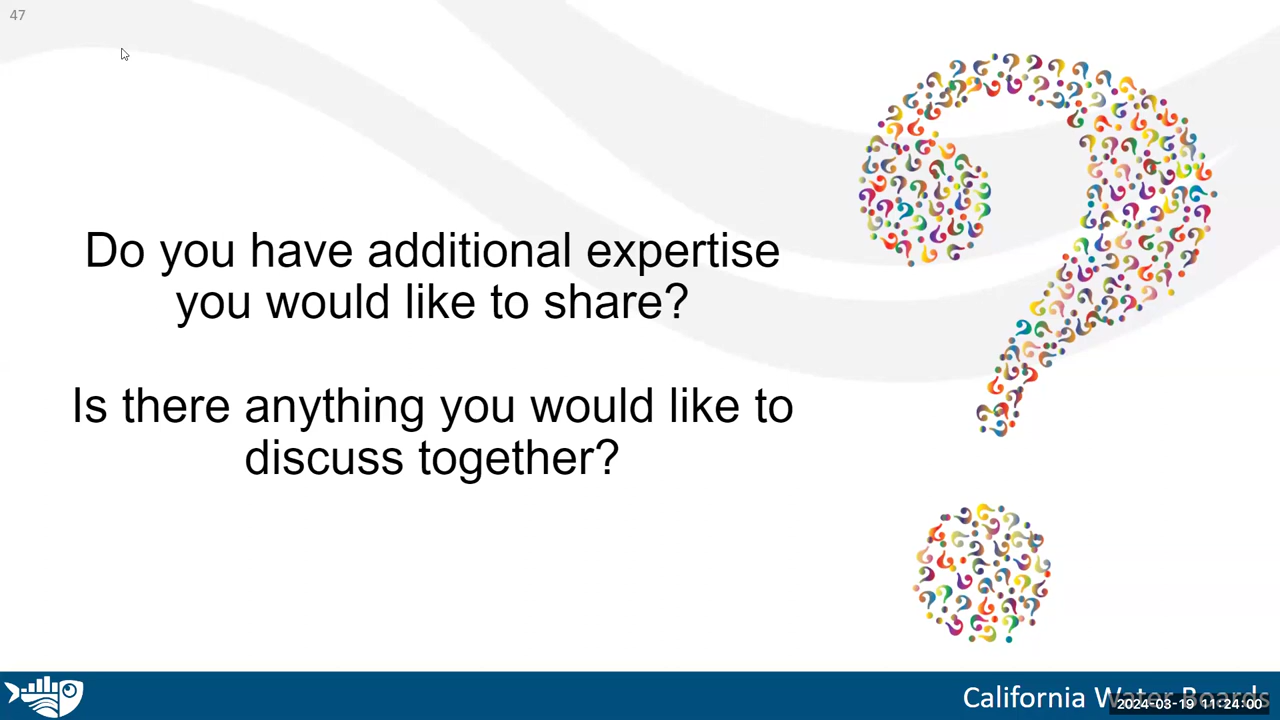 47
Do you have additional expertise
you would like to share?
Is there anything you would like to
discuss together?
California Water Boards
2024-03-19 11:24:00